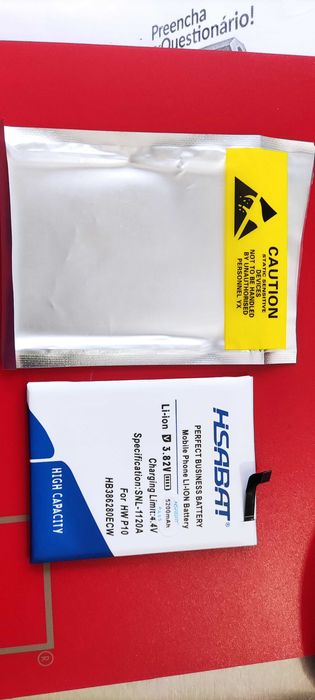 Preencha
Questionário!
CAUTION
STATIC SENSITIVE
DEVICES
NOT TO BE HANDLED
BY UNAUTHORISED
PERSONNEL YX
HSABAT®
PERFECT BUSINESS BATTERY
Mobile Phone LI-ION Battery
5200mAh
Li-ion 3.82V
Charging Limit:4.4V
Specification:SNL-1120A
For HW P10
HB386280ECW
HIGH CAPACITY
®